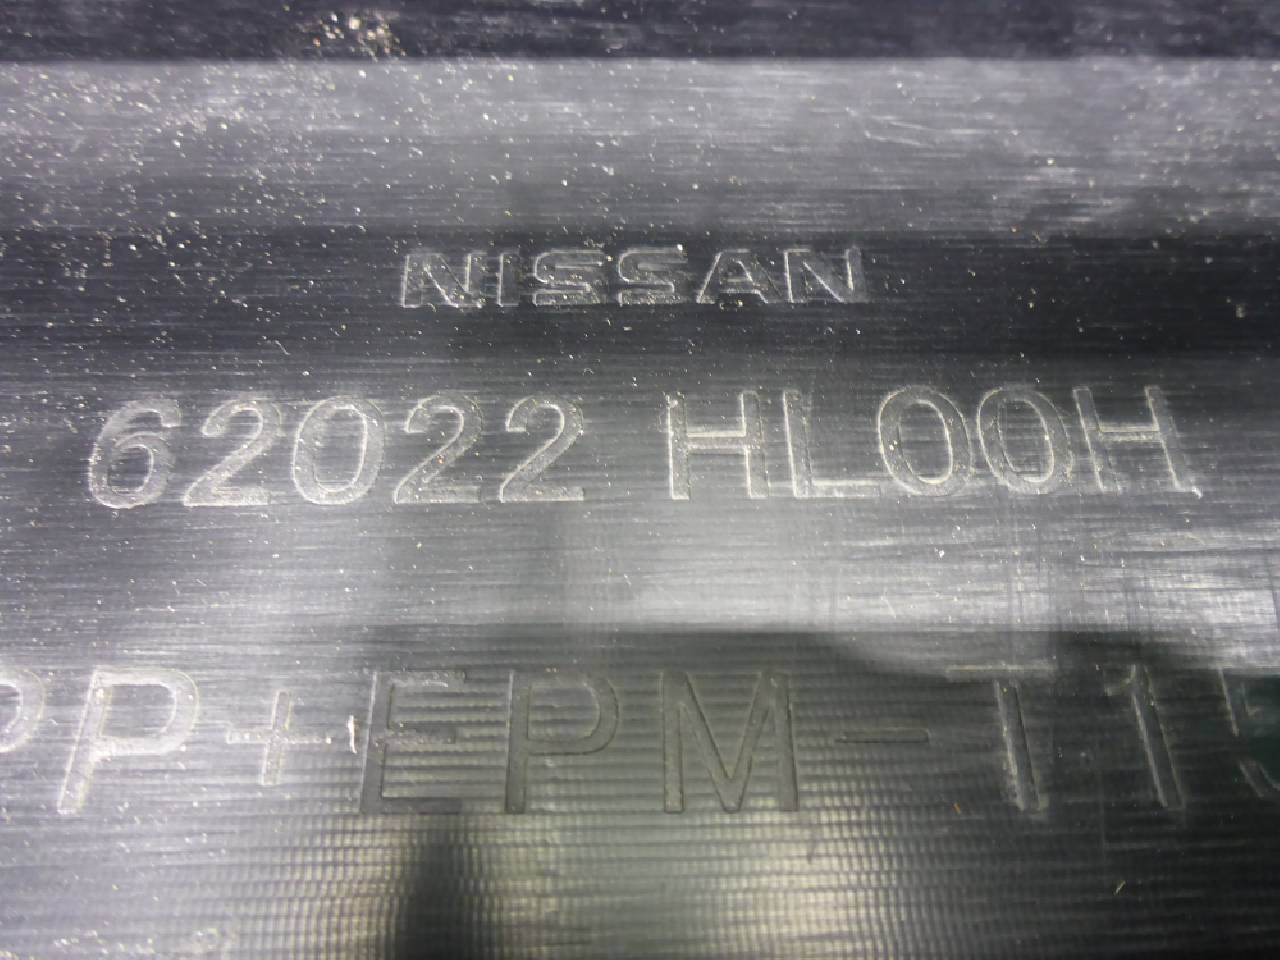 NISSAN
62022 HL00H
PP+EPM-T15